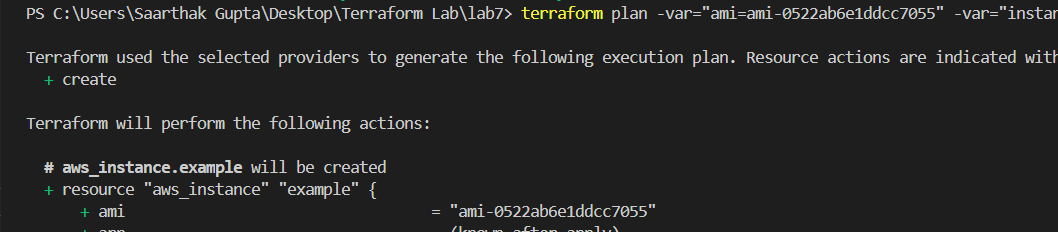 PS C:\Users\Saarthak Gupta\Desktop\Terraform Lab\lab7> terraform plan -var="ami=ami-0522ab6e1ddcc7055" -var="instan
Terraform used the selected providers to generate the following execution plan. Resource actions are indicated with
+ create
Terraform will perform the following actions:
# aws_instance.example will be created
+ resource "aws_instance" "example" {
+ ami = "ami-0522ab6e1ddcc7055"